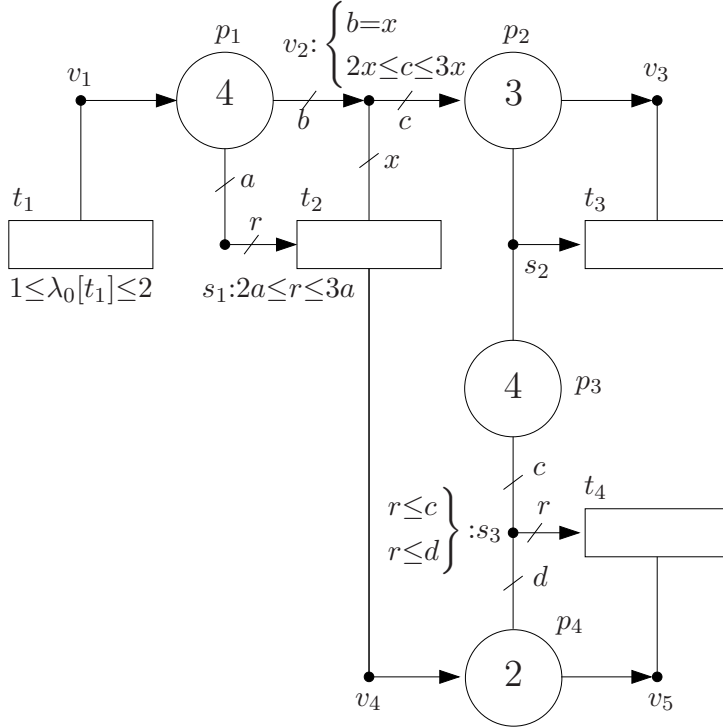 b=x
p₁ v₂: p₂
2x≤c≤3x
v₁ v₃
4 3
b c
a x
t₁ r t₂ t₃
s₂
1≤λ₀[t₁]≤2 s₁:2a≤r≤3a
4 p₃
c t₄
r≤c r
:s₃
r≤d
d
p₄
2
v₄ v₅